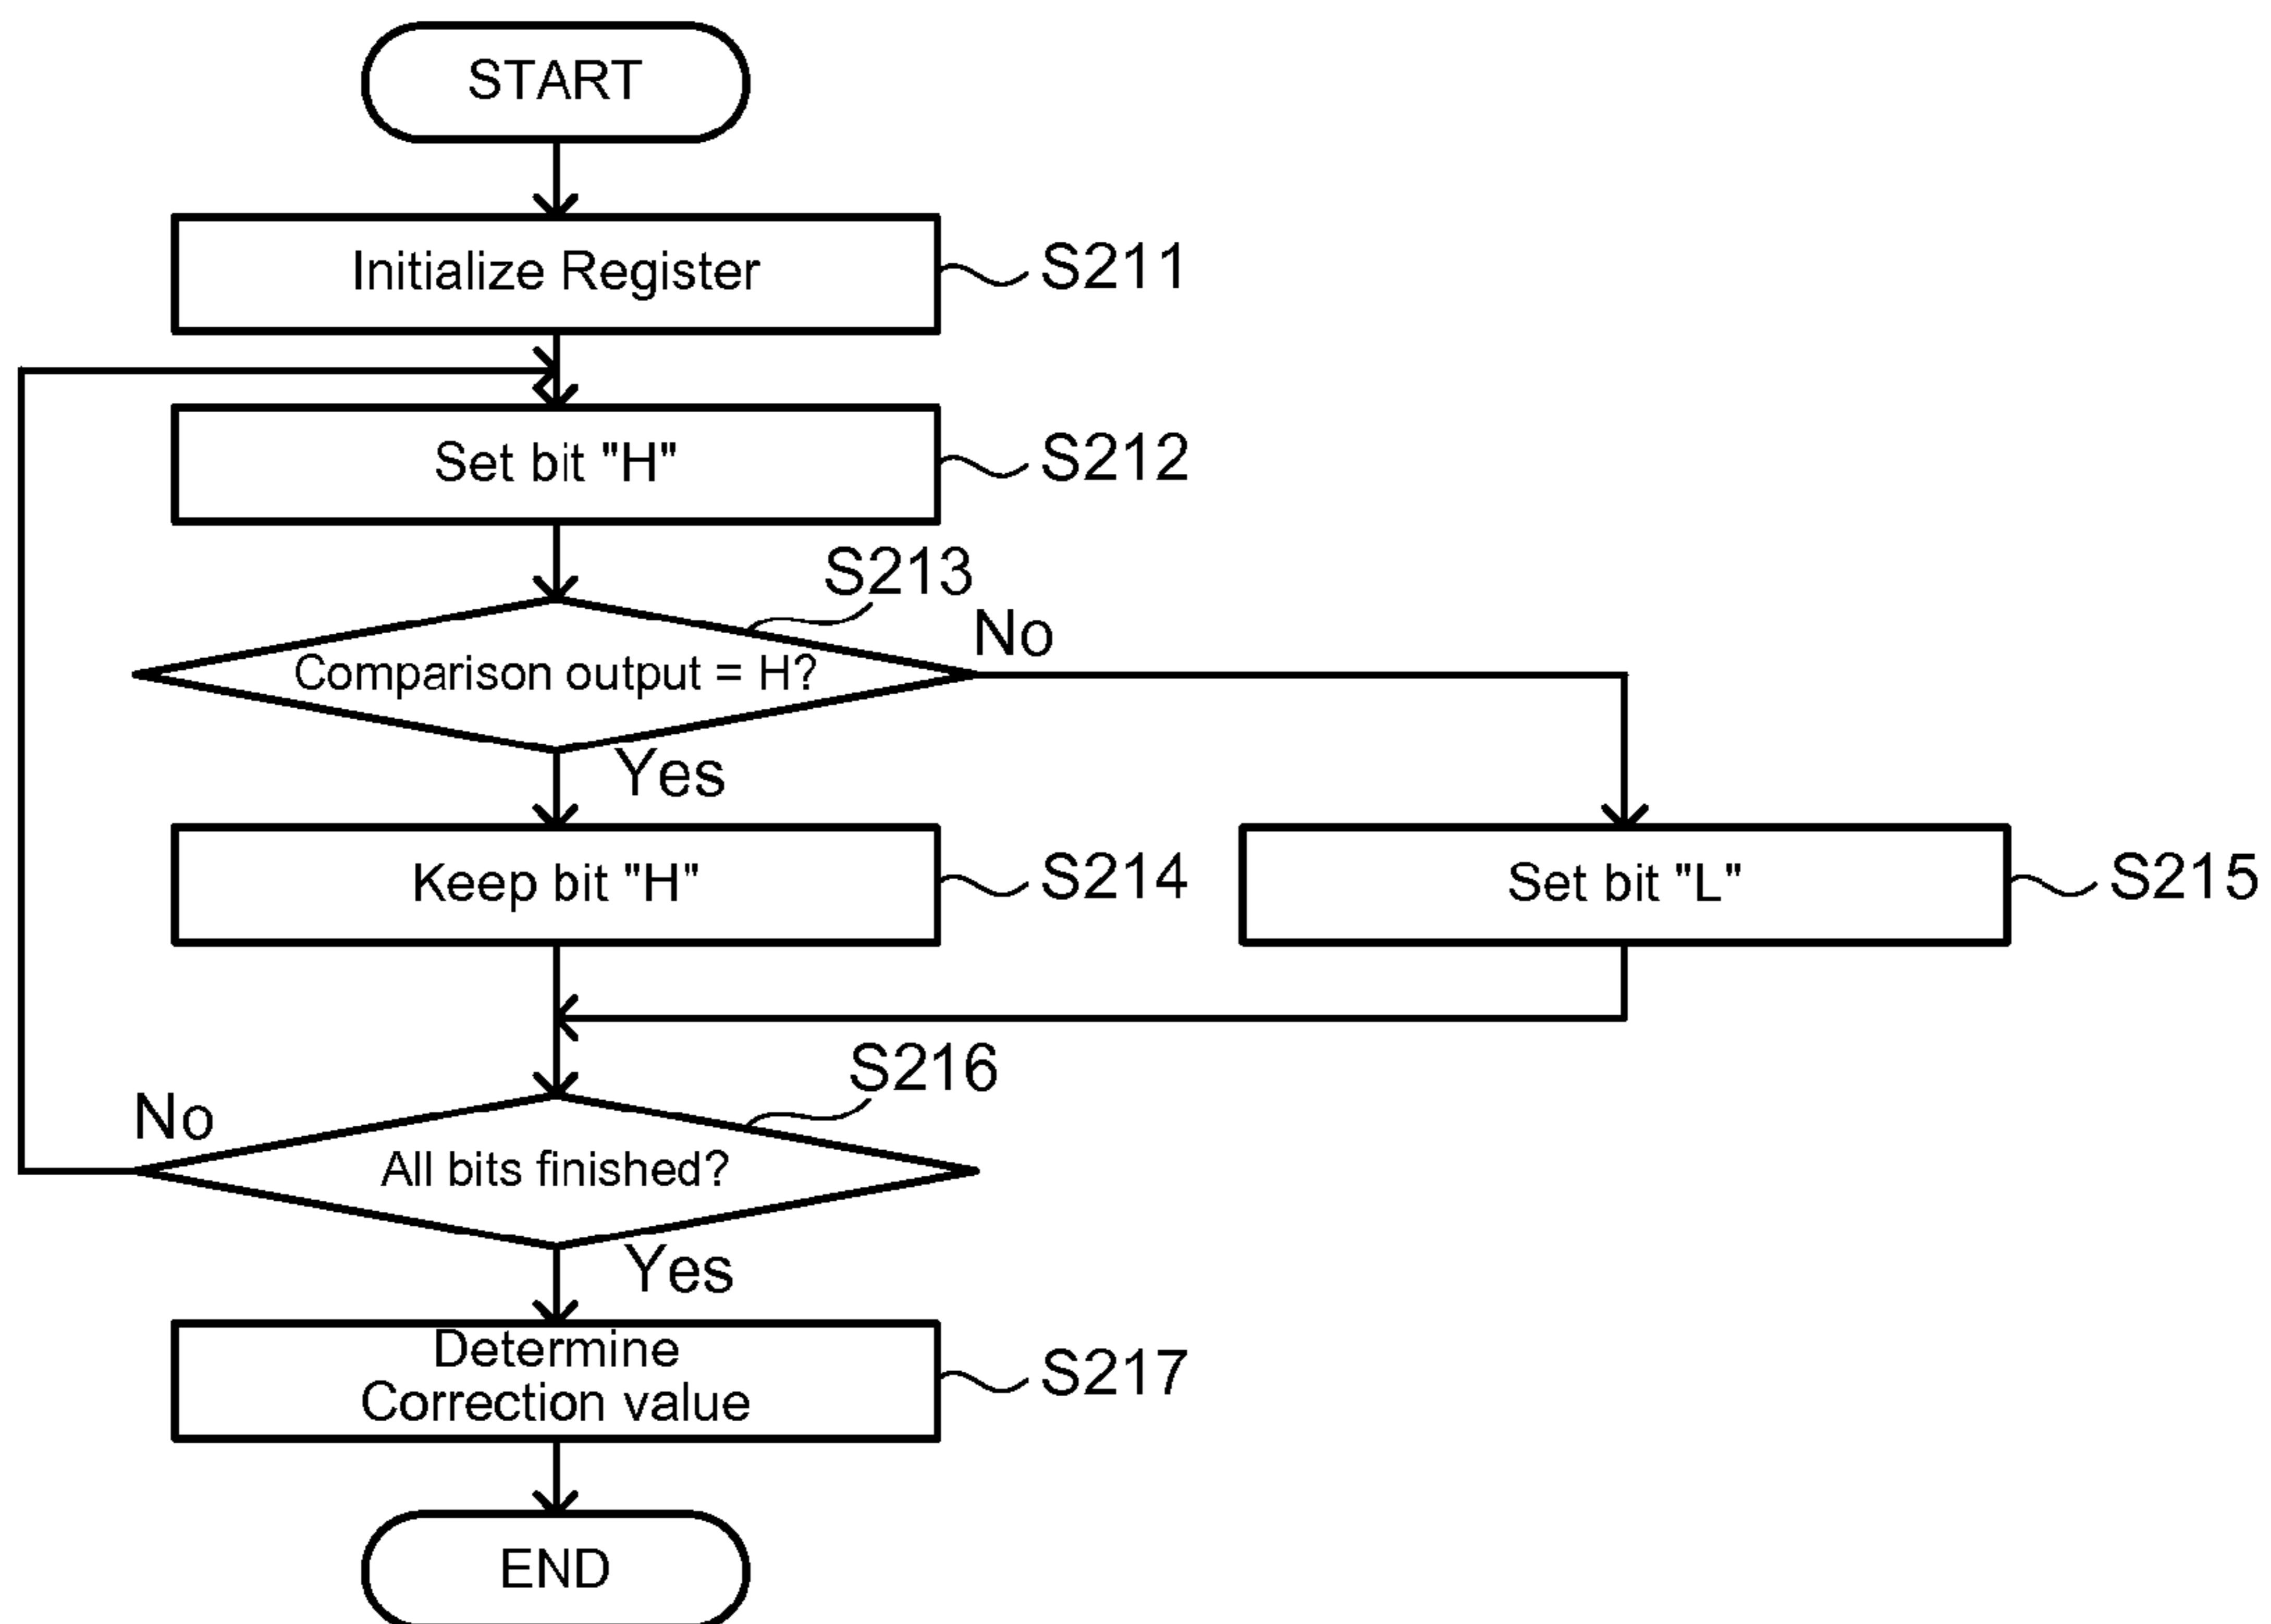 START
Initialize Register
S211
Set bit "H"
S212
S213
Comparison output = H?
No
Yes
Keep bit "H"
S214
Set bit "L"
S215
S216
No
All bits finished?
Yes
Determine
Correction value
S217
END